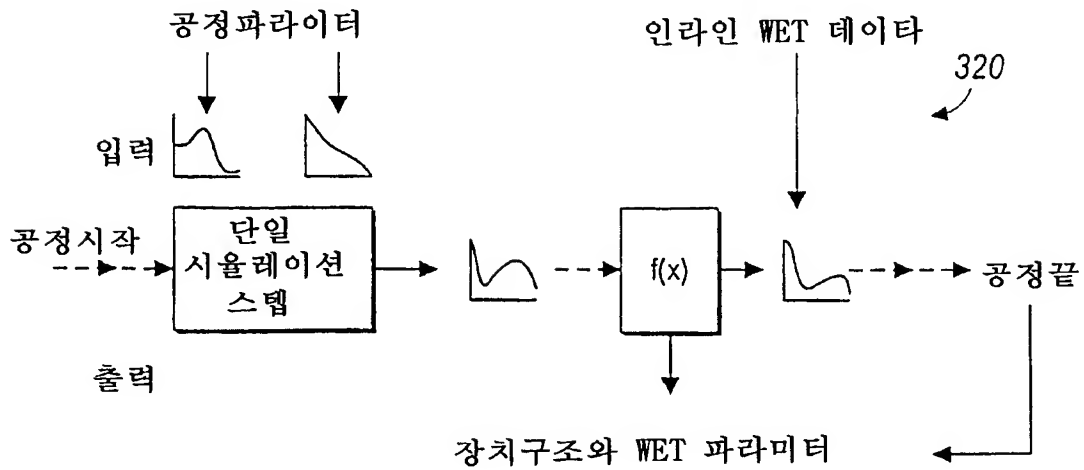 공정파라이터
인라인 WET 데이타
320
입력
공정시작
단일
시율레이션
스텝
f(x)
공정끝
출력
장치구조와 WET 파라미터